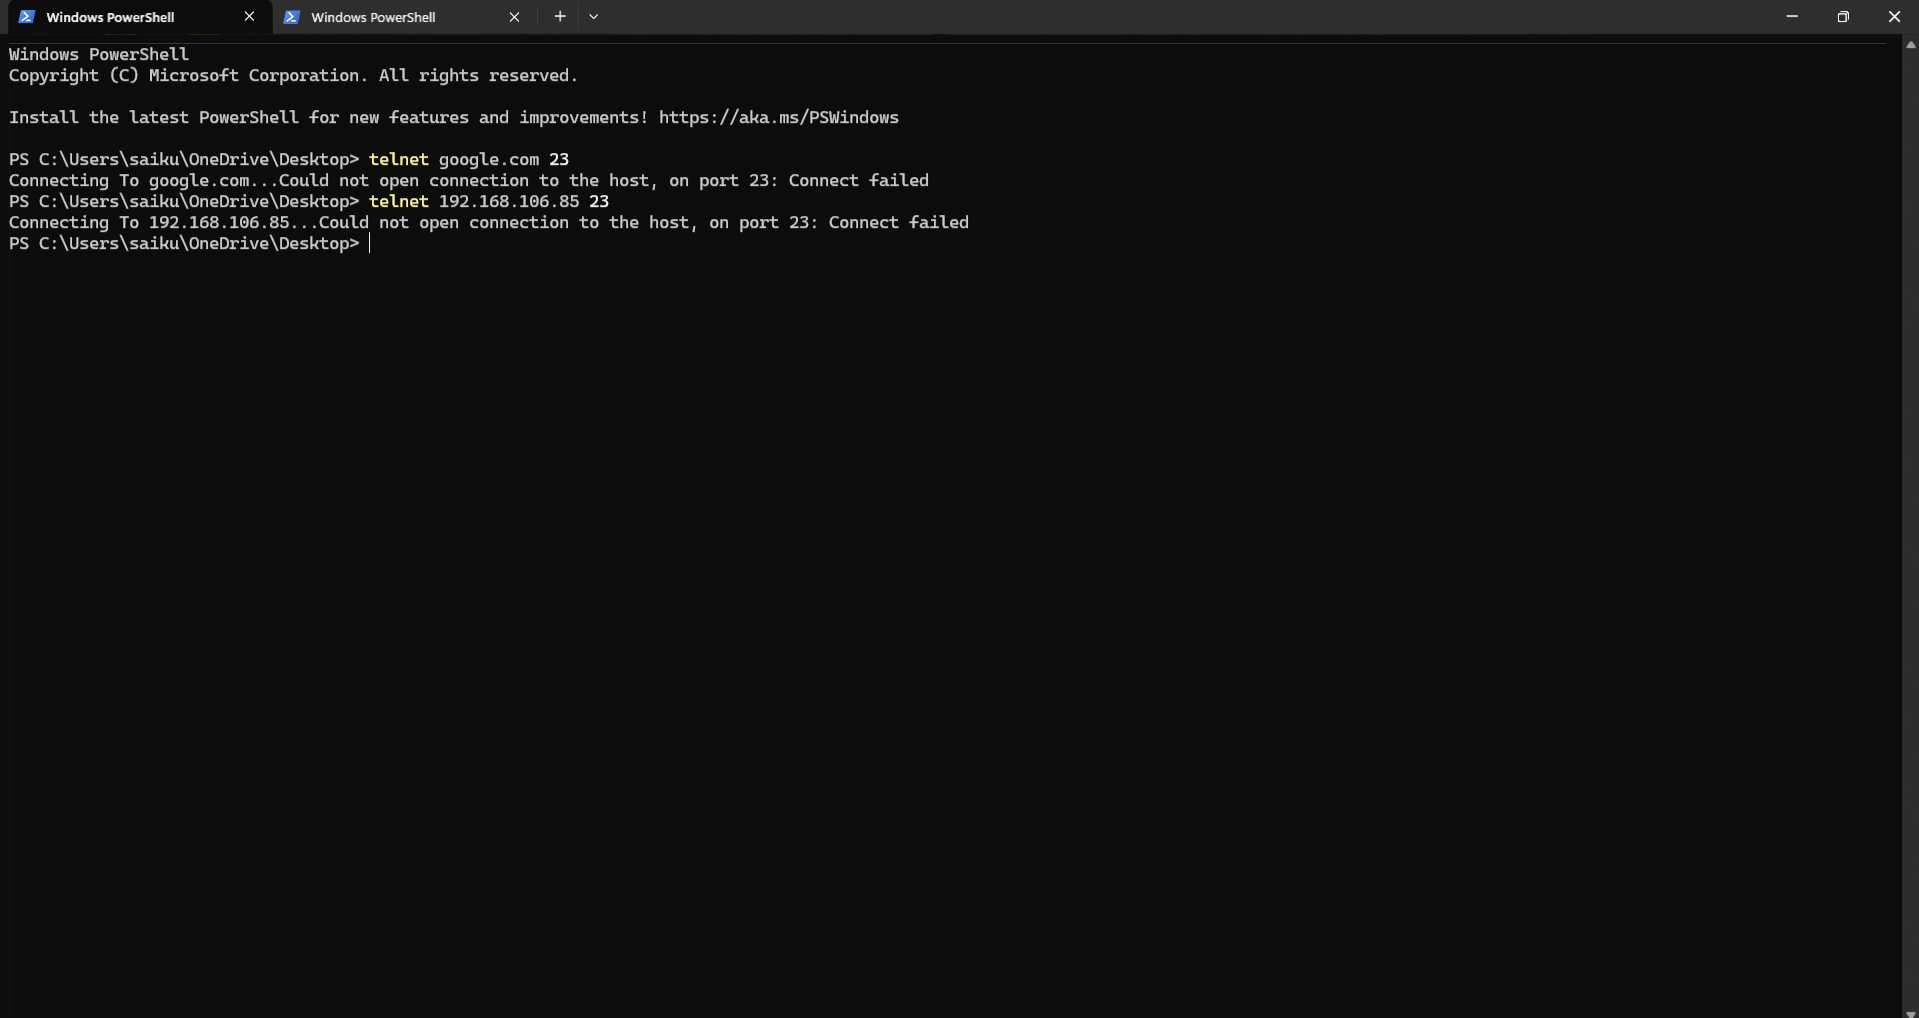 Windows PowerShell
Windows PowerShell
Windows PowerShell
Copyright (C) Microsoft Corporation. All rights reserved.
Install the latest PowerShell for new features and improvements! https://aka.ms/PSWindows
PS C:\Users\saiku\OneDrive\Desktop> telnet google.com 23
Connecting To google.com...Could not open connection to the host, on port 23: Connect failed
PS C:\Users\saiku\OneDrive\Desktop> telnet 192.168.106.85 23
Connecting To 192.168.106.85...Could not open connection to the host, on port 23: Connect failed
PS C:\Users\saiku\OneDrive\Desktop>